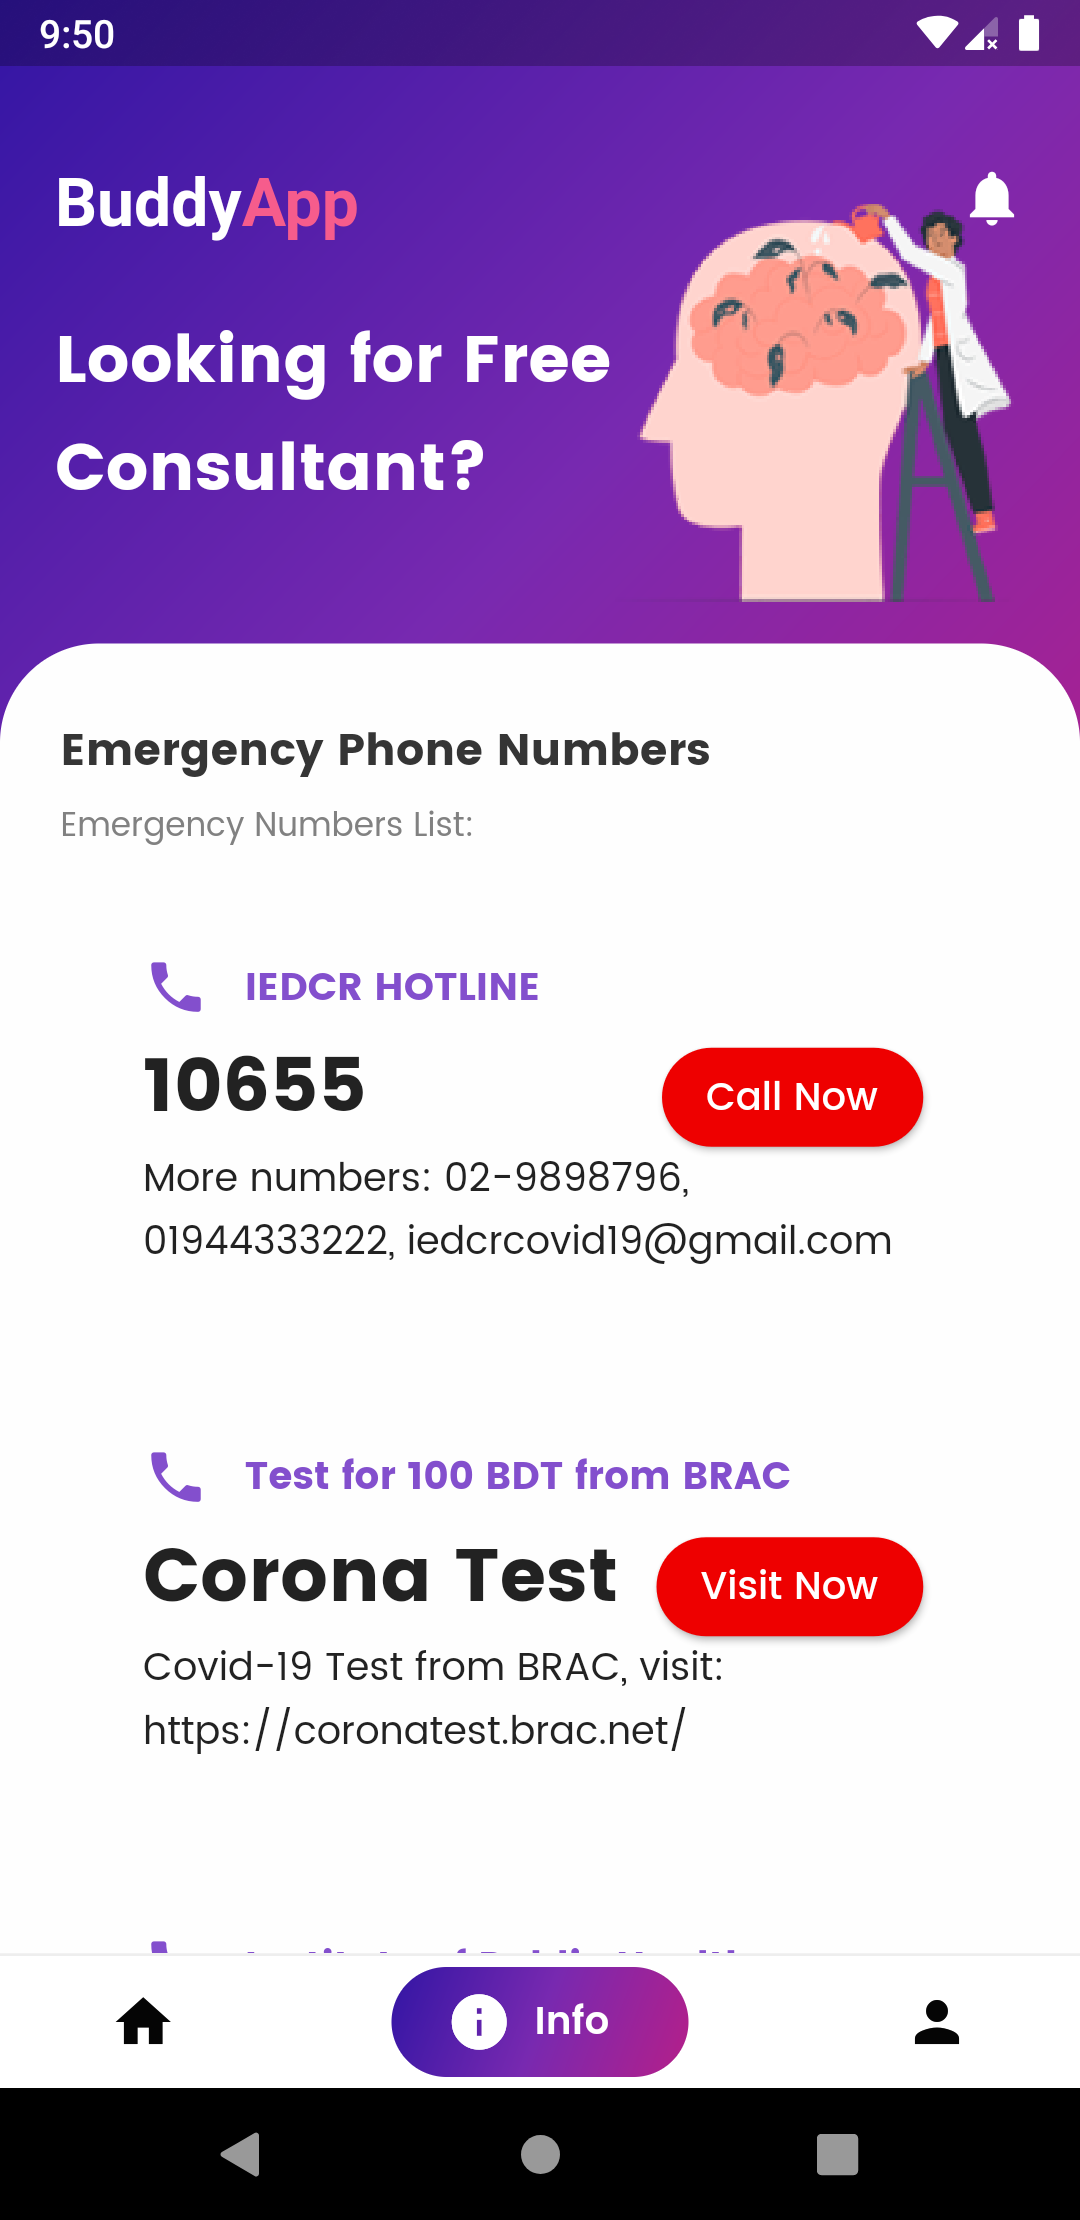 9:50
BuddyApp
Looking for Free
Consultant?
Emergency Phone Numbers
Emergency Numbers List:
IEDCR HOTLINE
10655
Call Now
More numbers: 02-9898796,
01944333222, iedcrcovid19@gmail.com
Test for 100 BDT from BRAC
Corona Test
Visit Now
Covid-19 Test from BRAC, visit:
https://coronatest.brac.net/
Info